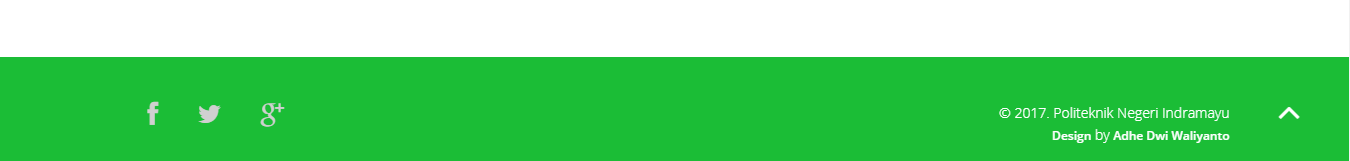 © 2017. Politeknik Negeri Indramayu
Design by Adhe Dwi Waliyanto